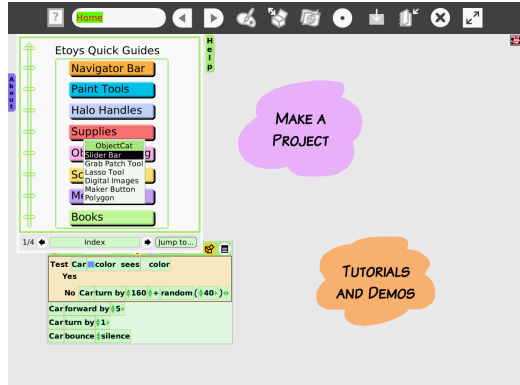 ?
Home
About
Help
Etoys Quick Guides
Navigator Bar
Paint Tools
Halo Handles
Supplies
ObjectCat
Slider Bar
Grab Patch Tool
Lasso Tool
Digital Images
Maker Button
Polygon
Books
1/4
Index
Jump to...
Test Car color sees color
Yes
No Car turn by 160 + random ( 40 )
Car forward by 5
Car turn by 1
Car bounce silence
MAKE A
PROJECT
TUTORIALS
AND DEMOS